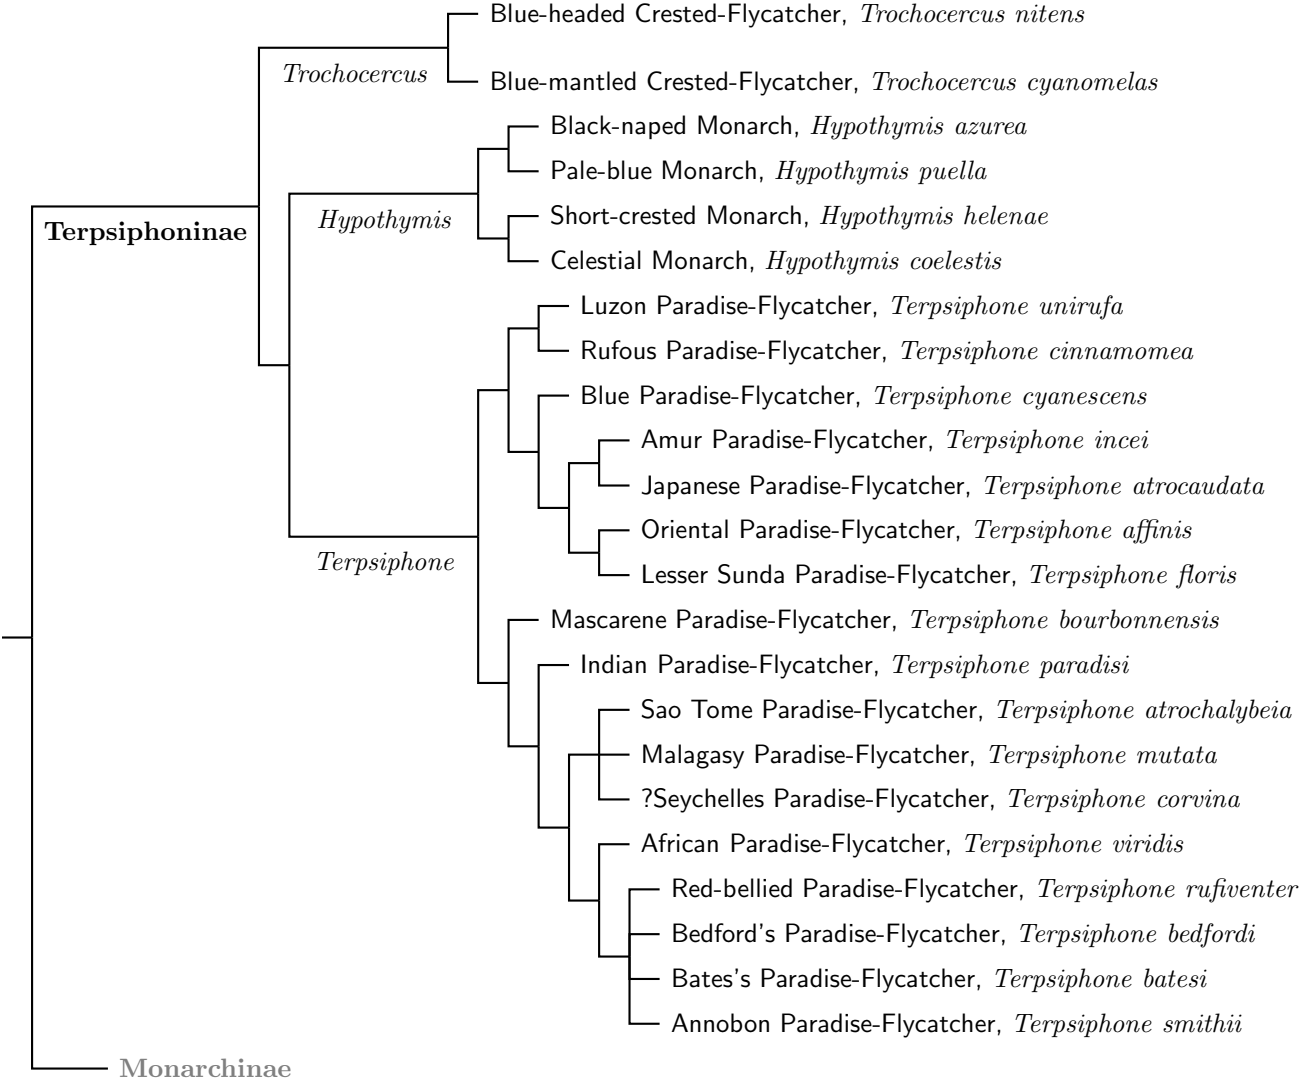 Blue-headed Crested-Flycatcher, Trochocercus nitens
Trochocercus
Blue-mantled Crested-Flycatcher, Trochocercus cyanomelas
Black-naped Monarch, Hypothymis azurea
Pale-blue Monarch, Hypothymis puella
Hypothymis
Short-crested Monarch, Hypothymis helenae
Terpsiphoninae
Celestial Monarch, Hypothymis coelestis
Luzon Paradise-Flycatcher, Terpsiphone unirufa
Rufous Paradise-Flycatcher, Terpsiphone cinnamomea
Blue Paradise-Flycatcher, Terpsiphone cyanescens
Amur Paradise-Flycatcher, Terpsiphone incei
Japanese Paradise-Flycatcher, Terpsiphone atrocaudata
Oriental Paradise-Flycatcher, Terpsiphone affinis
Terpsiphone
Lesser Sunda Paradise-Flycatcher, Terpsiphone floris
Mascarene Paradise-Flycatcher, Terpsiphone bourbonnensis
Indian Paradise-Flycatcher, Terpsiphone paradisi
Sao Tome Paradise-Flycatcher, Terpsiphone atrochalybeia
Malagasy Paradise-Flycatcher, Terpsiphone mutata
?Seychelles Paradise-Flycatcher, Terpsiphone corvina
African Paradise-Flycatcher, Terpsiphone viridis
Red-bellied Paradise-Flycatcher, Terpsiphone rufiventer
Bedford's Paradise-Flycatcher, Terpsiphone bedfordi
Bates's Paradise-Flycatcher, Terpsiphone batesi
Annobon Paradise-Flycatcher, Terpsiphone smithii
Monarchinae